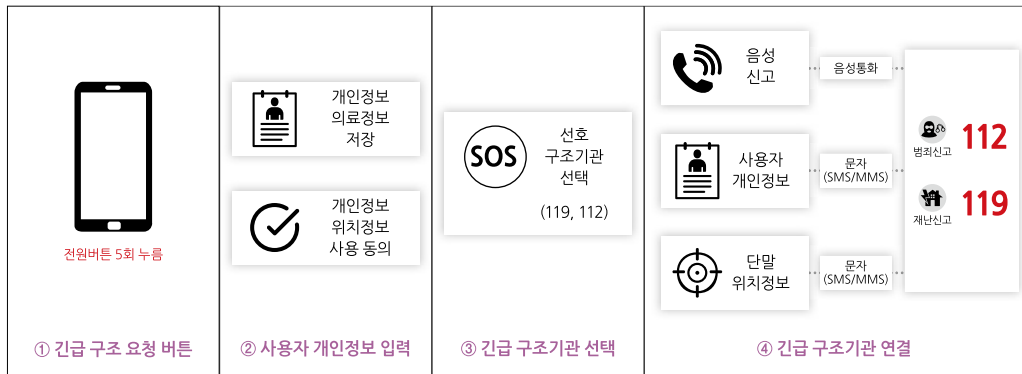 전원버튼 5회 누름
① 긴급 구조 요청 버튼
개인정보
의료정보
저장
개인정보
위치정보
사용 동의
② 사용자 개인정보 입력
SOS
선호
구조기관
선택
(119, 112)
③ 긴급 구조기관 선택
음성
신고
음성통화
사용자
개인정보
문자
(SMS/MMS)
단말
위치정보
문자
(SMS/MMS)
범죄신고
112
재난신고
119
④ 긴급 구조기관 연결